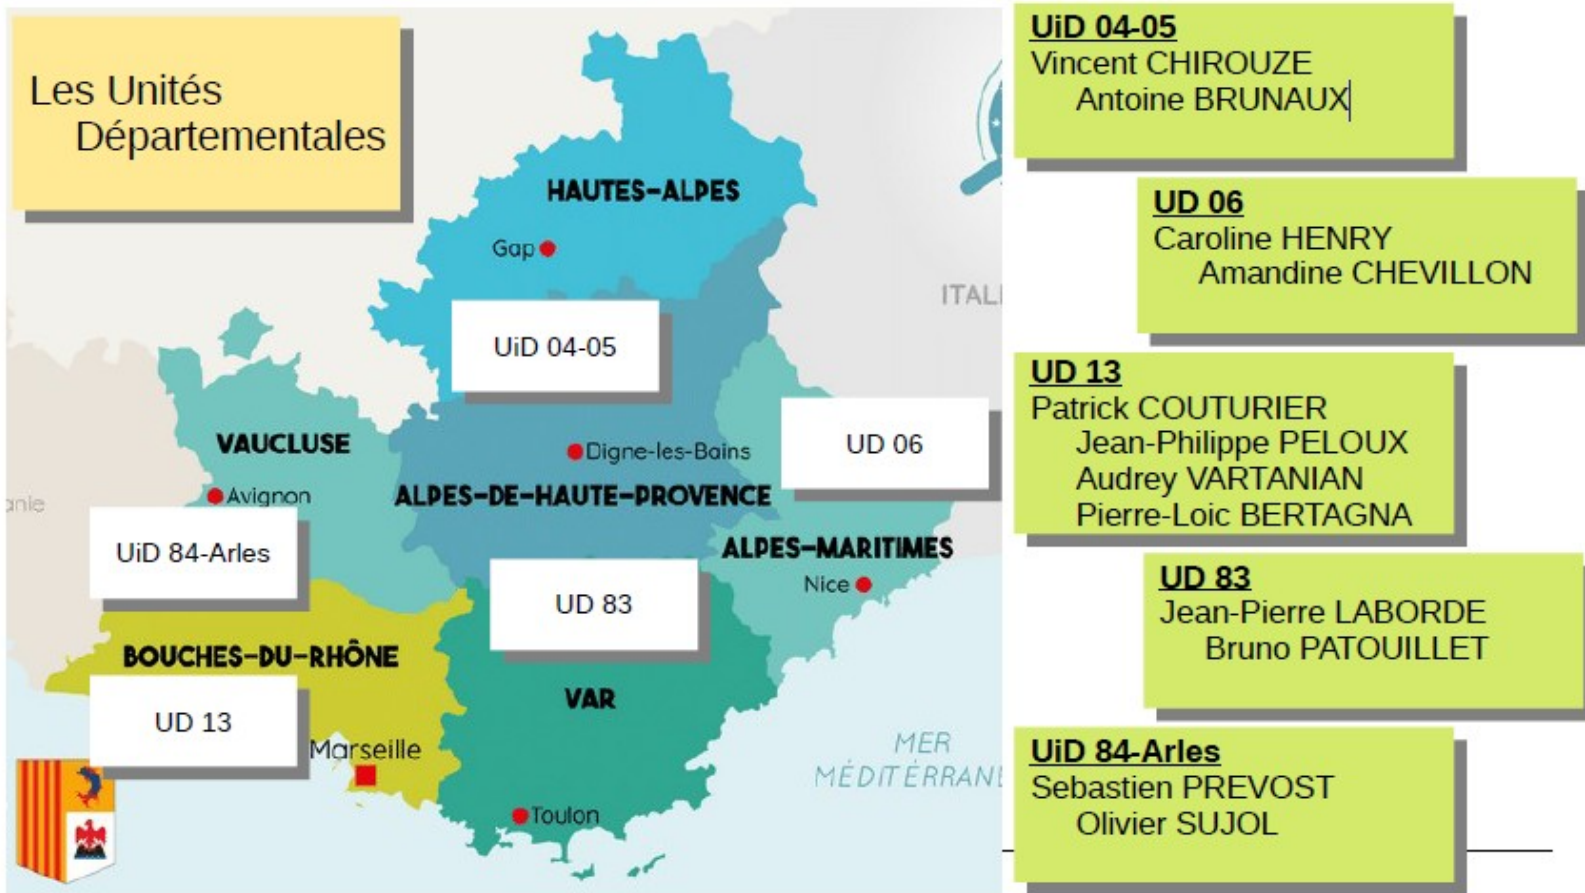 Les Unités
Départementales
HAUTES-ALPES
Gap
ITALI
UiD 04-05
VAUCLUSE
Digne-les-Bains
UD 06
Avignon
ALPES-DE-HAUTE-PROVENCE
anie
UiD 84-Arles
ALPES-MARITIMES
Nice
UD 83
BOUCHES-DU-RHÔNE
VAR
UD 13
Marseille
MER
MÉDITÉRRANE
Toulon
UiD 04-05
Vincent CHIROUZE
Antoine BRUNAUX
UD 06
Caroline HENRY
Amandine CHEVILLON
UD 13
Patrick COUTURIER
Jean-Philippe PELOUX
Audrey VARTANIAN
Pierre-Loic BERTAGNA
UD 83
Jean-Pierre LABORDE
Bruno PATOUILLET
UiD 84-Arles
Sebastien PREVOST
Olivier SUJOL